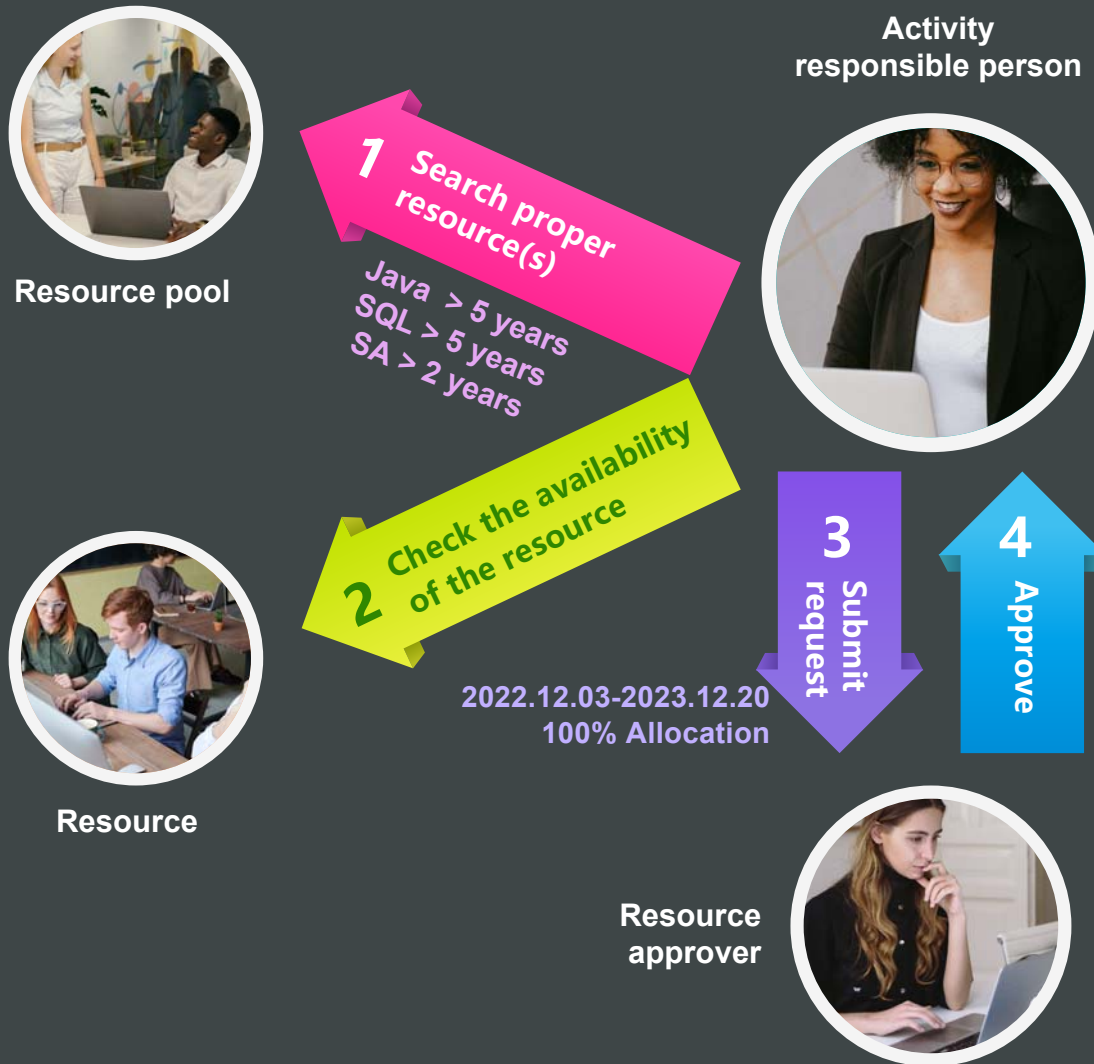 Activity
responsible person
1
Search proper
resource(s)
Resource pool
Java > 5 years
SQL > 5 years
SA > 2 years
2
Check the availability
of the resource
3
Submit
request
4
Approve
2022.12.03-2023.12.20
100% Allocation
Resource
Resource
approver